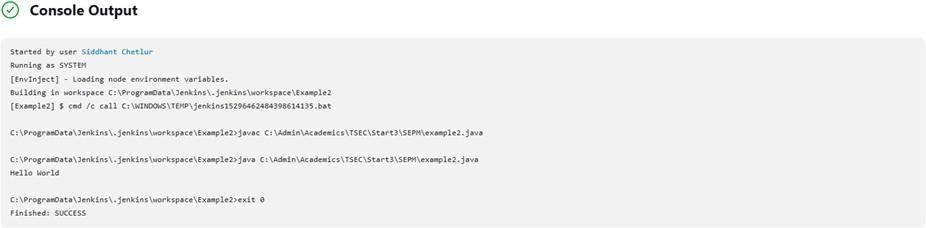 Console Output
Started by user Siddhant Chetlur
Running as SYSTEM
[EnvInject] - Loading node environment variables.
Building in workspace C:\ProgramData\Jenkins\.jenkins\workspace\Example2
[Example2] $ cmd /c call C:\WINDOWS\TEMP\jenkins15296462484398614135.bat
C:\ProgramData\Jenkins\.jenkins\workspace\Example2>javac C:\Admin\Academics\TSEC\Start3\SEPM\example2.java
C:\ProgramData\Jenkins\.jenkins\workspace\Example2>java C:\Admin\Academics\TSEC\Start3\SEPM\example2.java
Hello World
C:\ProgramData\Jenkins\.jenkins\workspace\Example2>exit 0
Finished: SUCCESS